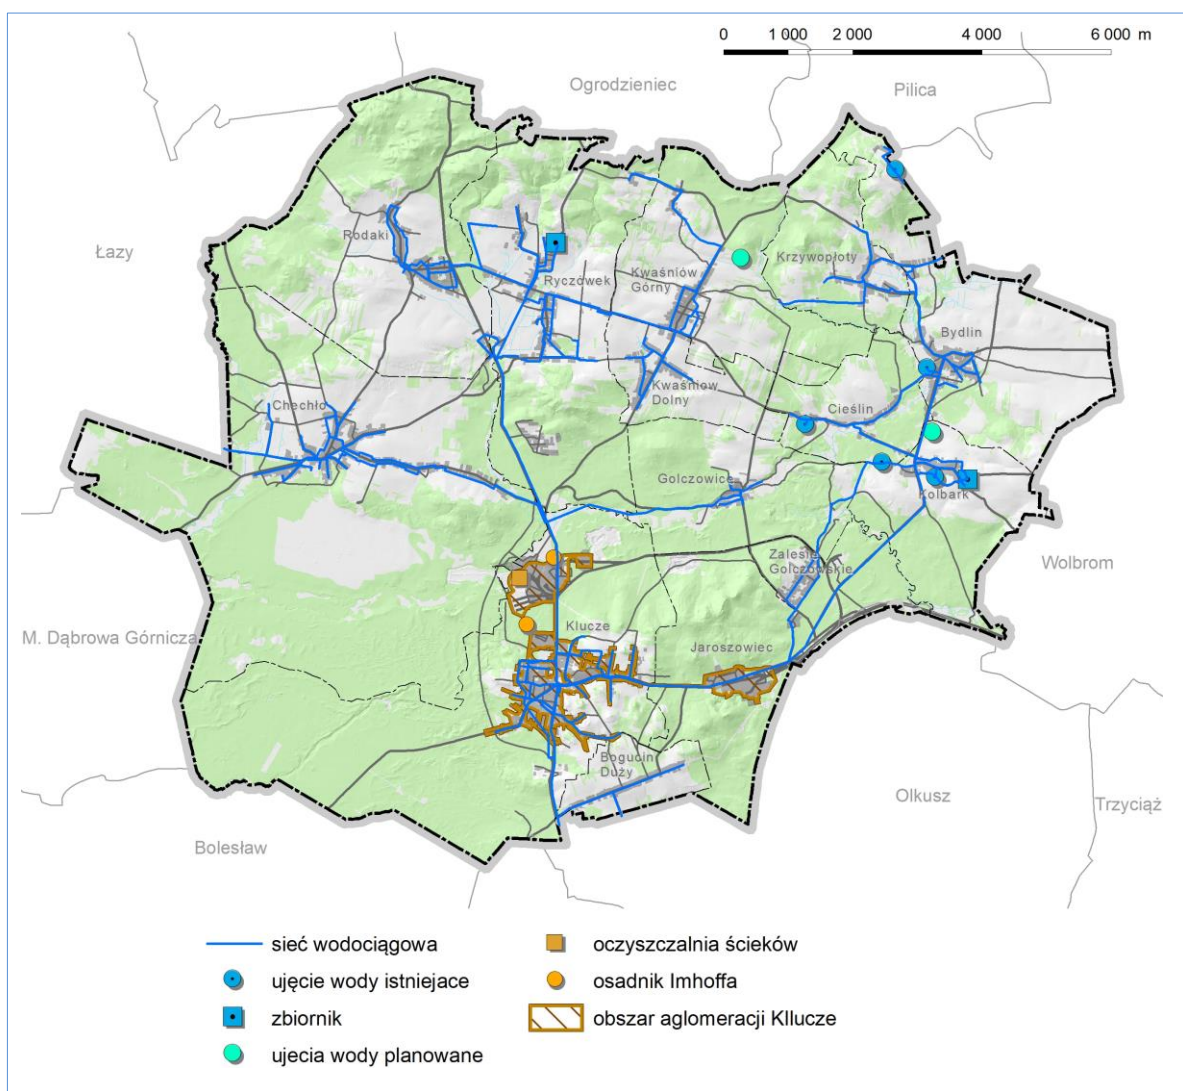 0 1 000 2 000 4 000 6 000 m
Ogrodzieniec
Pilica
Łazy
Rodaki
Ryczówek
Kwaśniów
Górny
Krzywopłoty
Bydlin
Kwaśniow
Dolny
Chechło
Cieślin
Golczowice
Kolbark
Zalesie
Golczowskie
Wolbrom
M. Dąbrowa Górnicza
Klucze
Jaroszowiec
Bogucin
Duży
Olkusz
Trzyciąż
Bolesław
sieć wodociągowa
ujęcie wody istniejace
zbiornik
ujecia wody planowane
oczyszczalnia ścieków
osadnik Imhoffa
obszar aglomeracji Kllucze